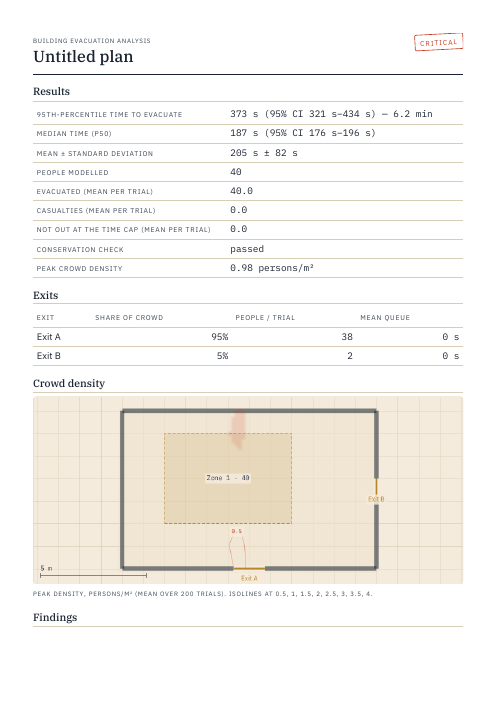 BUILDING EVACUATION ANALYSIS
Untitled plan
CRITICAL
Results
95TH-PERCENTILE TIME TO EVACUATE 373 s (95% CI 321 s–434 s) — 6.2 min
MEDIAN TIME (P50) 187 s (95% CI 176 s–196 s)
MEAN ± STANDARD DEVIATION 205 s ± 82 s
PEOPLE MODELLED 40
EVACUATED (MEAN PER TRIAL) 40.0
CASUALTIES (MEAN PER TRIAL) 0.0
NOT OUT AT THE TIME CAP (MEAN PER TRIAL) 0.0
CONSERVATION CHECK passed
PEAK CROWD DENSITY 0.98 persons/m²
Exits
EXIT SHARE OF CROWD PEOPLE / TRIAL MEAN QUEUE
Exit A 95% 38 0 s
Exit B 5% 2 0 s
Crowd density
Zone 1 · 40
Exit B
0.5
5 m
Exit A
PEAK DENSITY, PERSONS/M² (MEAN OVER 200 TRIALS). ISOLINES AT 0.5, 1, 1.5, 2, 2.5, 3, 3.5, 4.
Findings